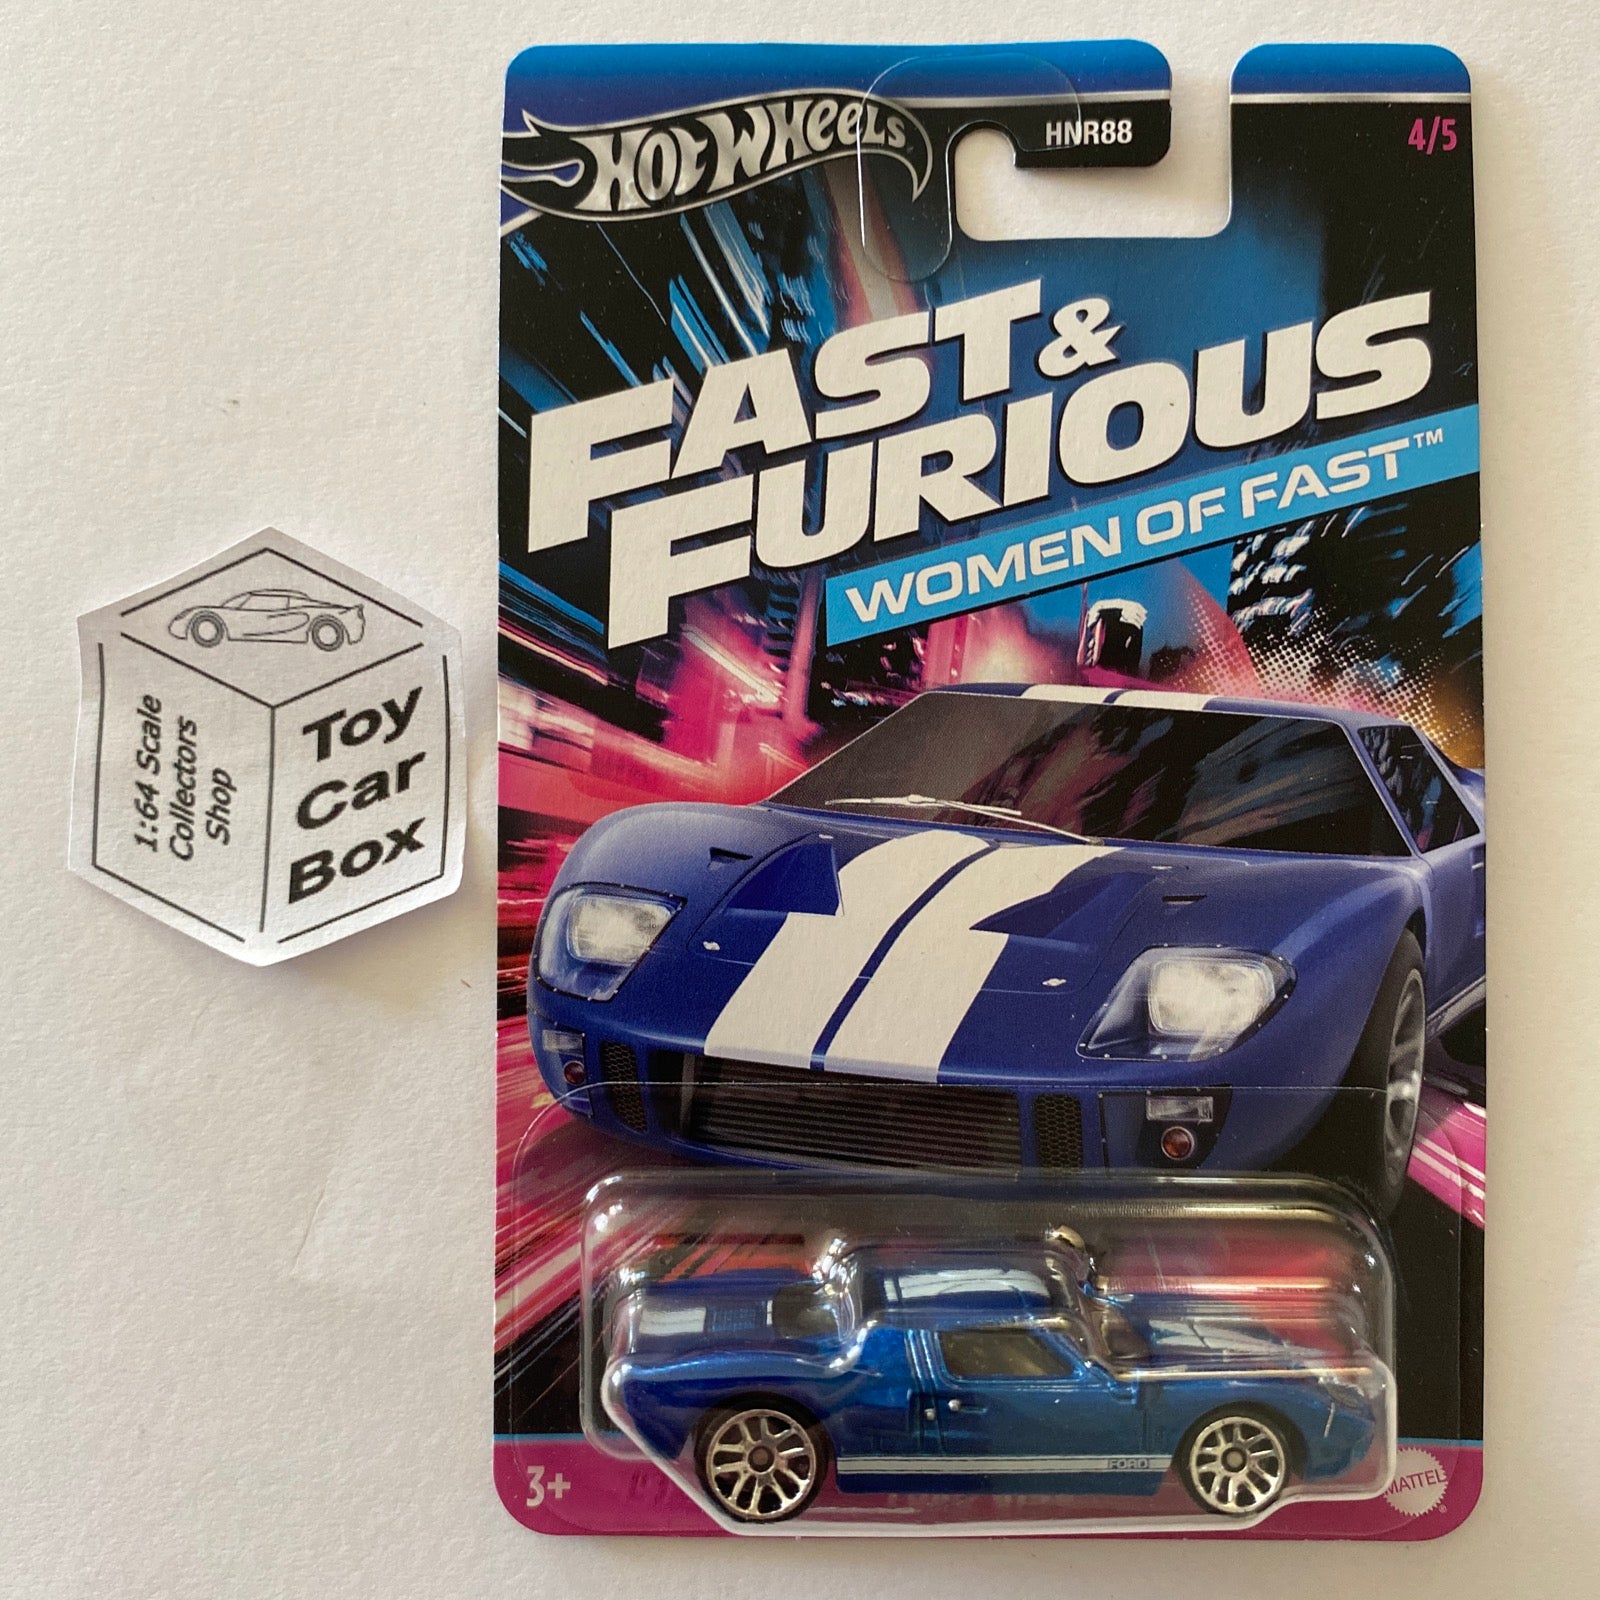 HOT WHEELS
HNR88
4/5
FAST &
FURIOUS
WOMEN OF FAST™
1:64 Scale
Collectors
Shop
Toy
Car
Box
FORD
3+
MATTEL
®